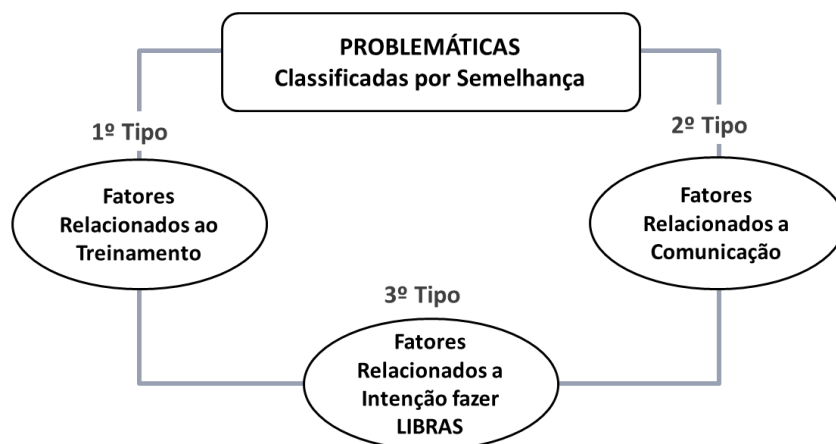 PROBLEMÁTICAS
Classificadas por Semelhança
1º Tipo
2º Tipo
Fatores
Relacionados ao
Treinamento
Fatores
Relacionados a
Comunicação
3º Tipo
Fatores
Relacionados a
Intenção fazer
LIBRAS